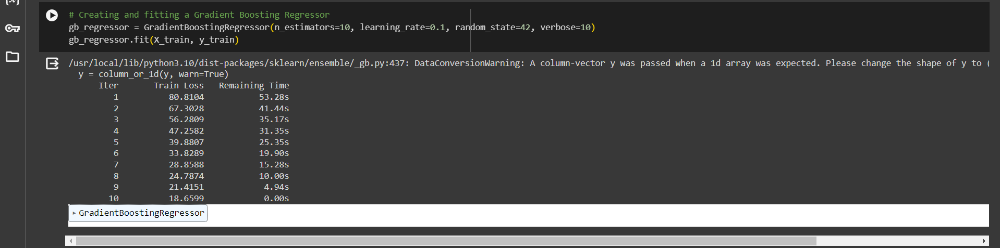 # Creating and fitting a Gradient Boosting Regressor
gb_regressor = GradientBoostingRegressor(n_estimators=10, learning_rate=0.1, random_state=42, verbose=10)
gb_regressor.fit(X_train, y_train)
/usr/local/lib/python3.10/dist-packages/sklearn/ensemble/_gb.py:437: DataConversionWarning: A column-vector y was passed when a 1d array was expected. Please change the shape of y to (
y = column_or_1d(y, warn=True)
Iter Train Loss Remaining Time
1 80.8104 53.28s
2 67.3028 41.44s
3 56.2809 35.17s
4 47.2582 31.35s
5 39.8807 25.35s
6 33.8289 19.90s
7 28.8588 15.28s
8 24.7874 10.00s
9 21.4151 4.94s
10 18.6599 0.00s
GradientBoostingRegressor